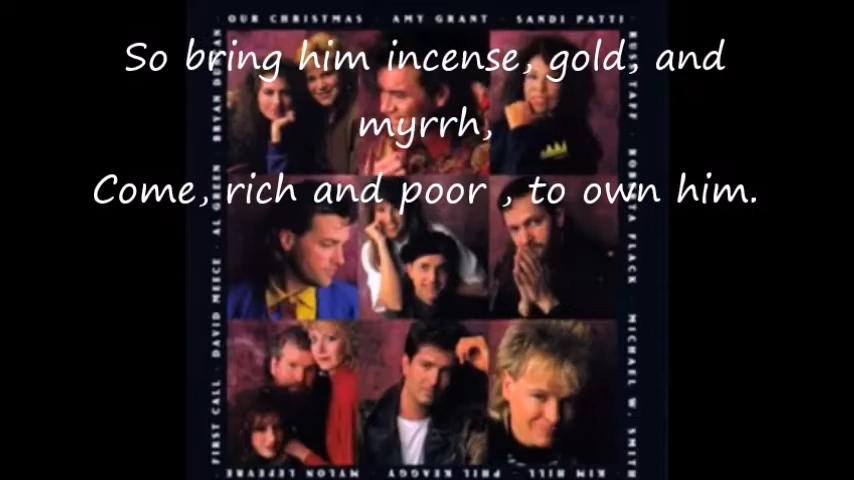 OUR CHRISTMAS · AMY GRANT · SANDI PATTI
So bring him incense, gold, and
myrrh,
Come, rich and poor , to own him.
FIRST CALL · DAVID MEECE · AL GREEN · BRYAN DUNCAN
RUSS TAFF · ROBERTA FLACK · MICHAEL W. SMITH
KIM HILL · PHIL KEAGGY · MYLON LEFEVRE